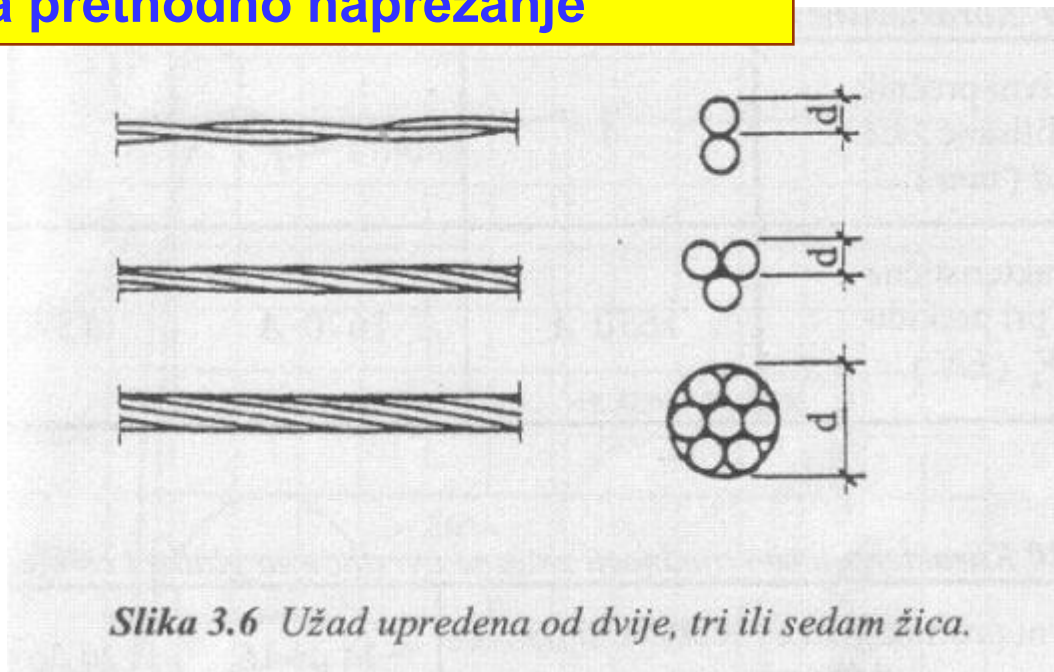 a prethodno naprezanje
d
d
d
Slika 3.6 Užad upredena od dvije, tri ili sedam žica.